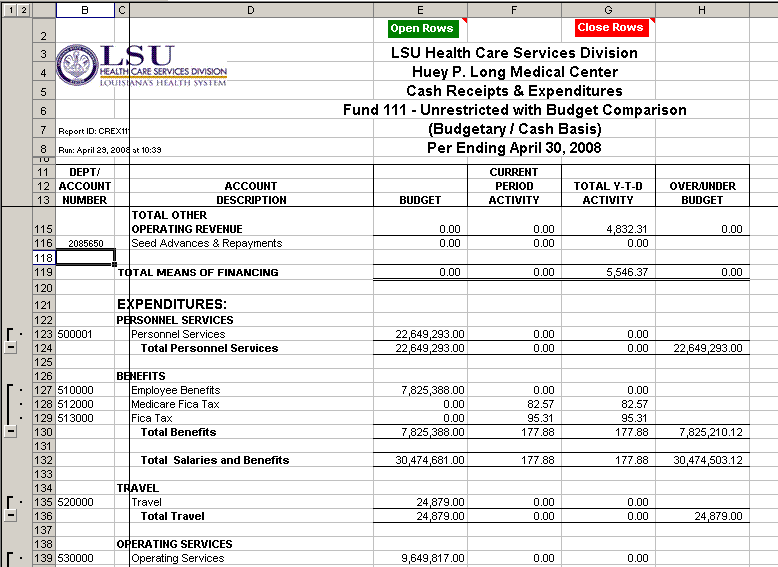 1 2 B C D E F G H
2 Open Rows Close Rows
3 LSU LSU Health Care Services Division
4 HEALTH CARE SERVICES DIVISION Huey P. Long Medical Center
5 LOUISIANA'S HEALTH SYSTEM Cash Receipts & Expenditures
6 Fund 111 - Unrestricted with Budget Comparison
7 Report ID: CREX11 (Budgetary / Cash Basis)
8 Run: April 29, 2008 at 10:39 Per Ending April 30, 2008
10
11 DEPT/ CURRENT
12 ACCOUNT ACCOUNT PERIOD TOTAL Y-T-D OVER/UNDER
13 NUMBER DESCRIPTION BUDGET ACTIVITY ACTIVITY BUDGET
TOTAL OTHER
115 OPERATING REVENUE 0.00 0.00 4,832.31 0.00
116 2085650 Seed Advances & Repayments 0.00 0.00 0.00
118
119 TOTAL MEANS OF FINANCING 0.00 0.00 5,546.37 0.00
120
121 EXPENDITURES:
122 PERSONNEL SERVICES
123 500001 Personnel Services 22,649,293.00 0.00 0.00
124 Total Personnel Services 22,649,293.00 0.00 0.00 22,649,293.00
125
126 BENEFITS
127 510000 Employee Benefits 7,825,388.00 0.00 0.00
128 512000 Medicare Fica Tax 0.00 82.57 82.57
129 513000 Fica Tax 0.00 95.31 95.31
130 Total Benefits 7,825,388.00 177.88 177.88 7,825,210.12
131
132 Total Salaries and Benefits 30,474,681.00 177.88 177.88 30,474,503.12
133
134 TRAVEL
135 520000 Travel 24,879.00 0.00 0.00
136 Total Travel 24,879.00 0.00 0.00 24,879.00
137
138 OPERATING SERVICES
139 530000 Operating Services 9,649,817.00 0.00 0.00